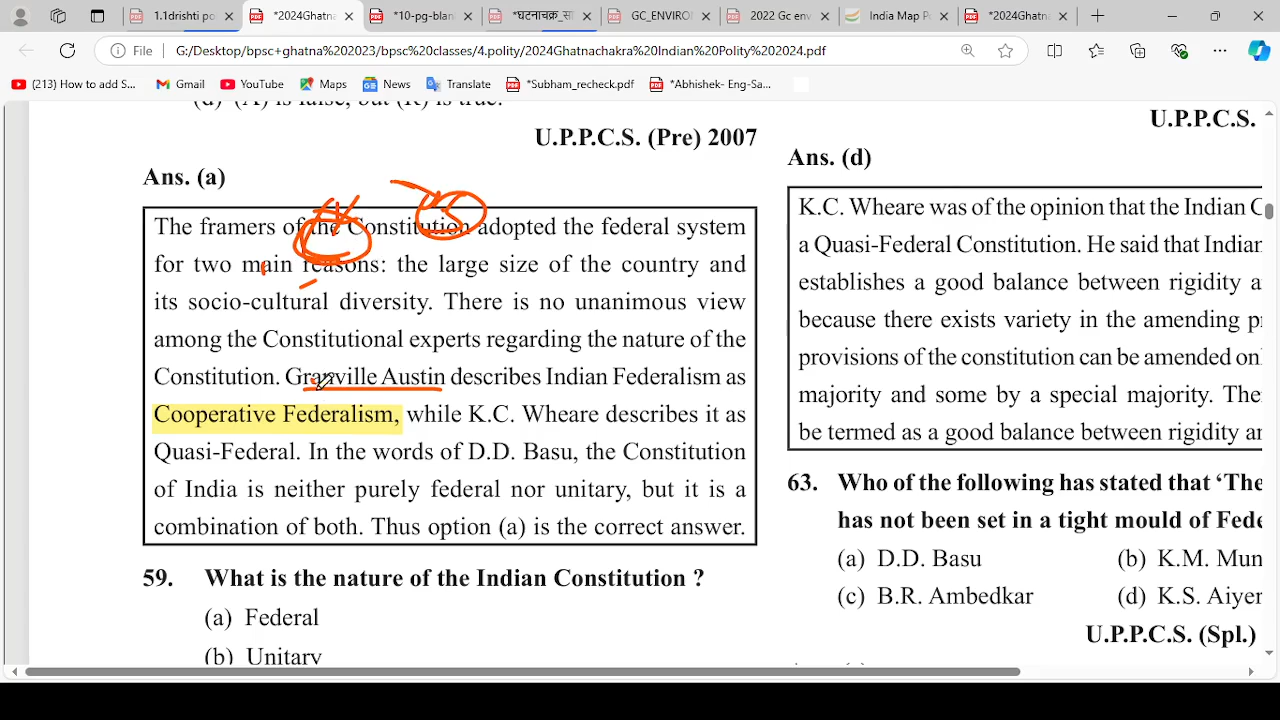 1.1drishti po
*2024Ghatna
*10-pg-blan
*घटनाचक्र_सा
GC_ENVIRO
2022 Gc env
India Map P
*2024Ghatna
File
G:/Desktop/bpsc+ghatna%202023/bpsc%20classes/4.polity/2024Ghatnachakra%20Indian%20Polity%202024.pdf
(213) How to add S...
Gmail
YouTube
Maps
News
Translate
*Subham_recheck.pdf
*Abhishek- Eng-Sa...
(d) (A) is false, but (R) is true.
U.P.P.C.S. (Pre) 2007
Ans. (a)
The framers of the Constitution adopted the federal system
for two main reasons: the large size of the country and
its socio-cultural diversity. There is no unanimous view
among the Constitutional experts regarding the nature of the
Constitution. Granville Austin describes Indian Federalism as
Cooperative Federalism, while K.C. Wheare describes it as
Quasi-Federal. In the words of D.D. Basu, the Constitution
of India is neither purely federal nor unitary, but it is a
combination of both. Thus option (a) is the correct answer.
59. What is the nature of the Indian Constitution ?
(a) Federal
(b) Unitary
U.P.P.C.S.
Ans. (d)
K.C. Wheare was of the opinion that the Indian C
a Quasi-Federal Constitution. He said that Indian
establishes a good balance between rigidity a
because there exists variety in the amending p
provisions of the constitution can be amended on
majority and some by a special majority. The
be termed as a good balance between rigidity a
63. Who of the following has stated that ‘The
has not been set in a tight mould of Fede
(a) D.D. Basu
(b) K.M. Mun
(c) B.R. Ambedkar
(d) K.S. Aiyer
U.P.P.C.S. (Spl.)